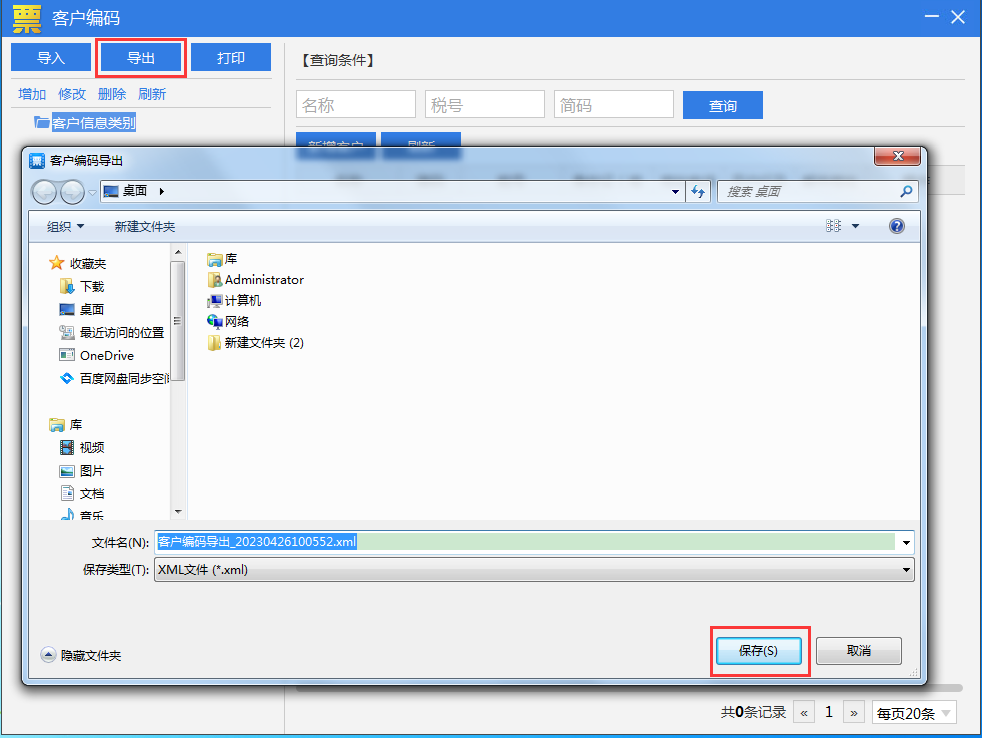 票 客户编码
导入 导出 打印
增加 修改 删除 刷新
客户信息类别
【查询条件】
名称 税号 简码 查询
票 客户编码导出
桌面
搜索 桌面
组织 新建文件夹
收藏夹
下载
桌面
最近访问的位置
OneDrive
百度网盘同步空间
库
视频
图片
文档
音乐
库
Administrator
计算机
网络
新建文件夹 (2)
文件名(N): 客户编码导出_20230426100552.xml
保存类型(T): XML文件 (*.xml)
隐藏文件夹
保存(S) 取消
共0条记录 « 1 » 每页20条